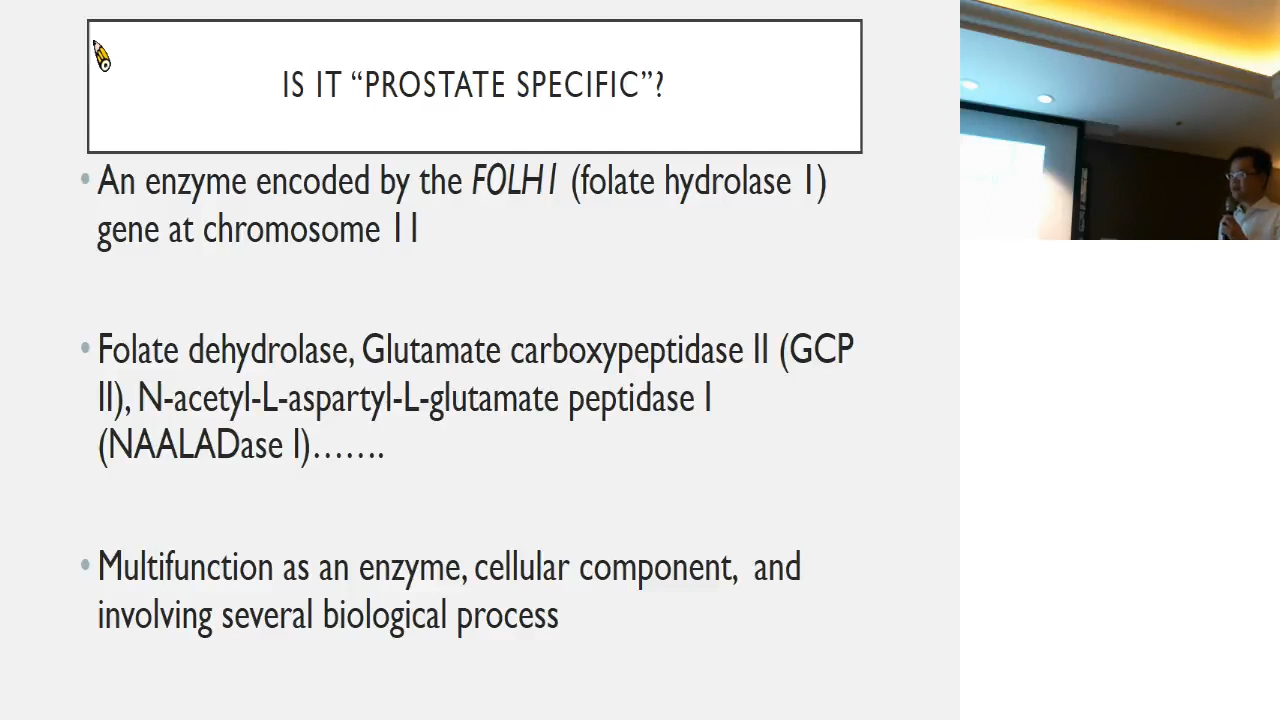 IS IT “PROSTATE SPECIFIC”?
• An enzyme encoded by the FOLH1 (folate hydrolase 1)
gene at chromosome 11
• Folate dehydrolase, Glutamate carboxypeptidase II (GCP
II), N-acetyl-L-aspartyl-L-glutamate peptidase I
(NAALADase I)…….
• Multifunction as an enzyme, cellular component,  and
involving several biological process